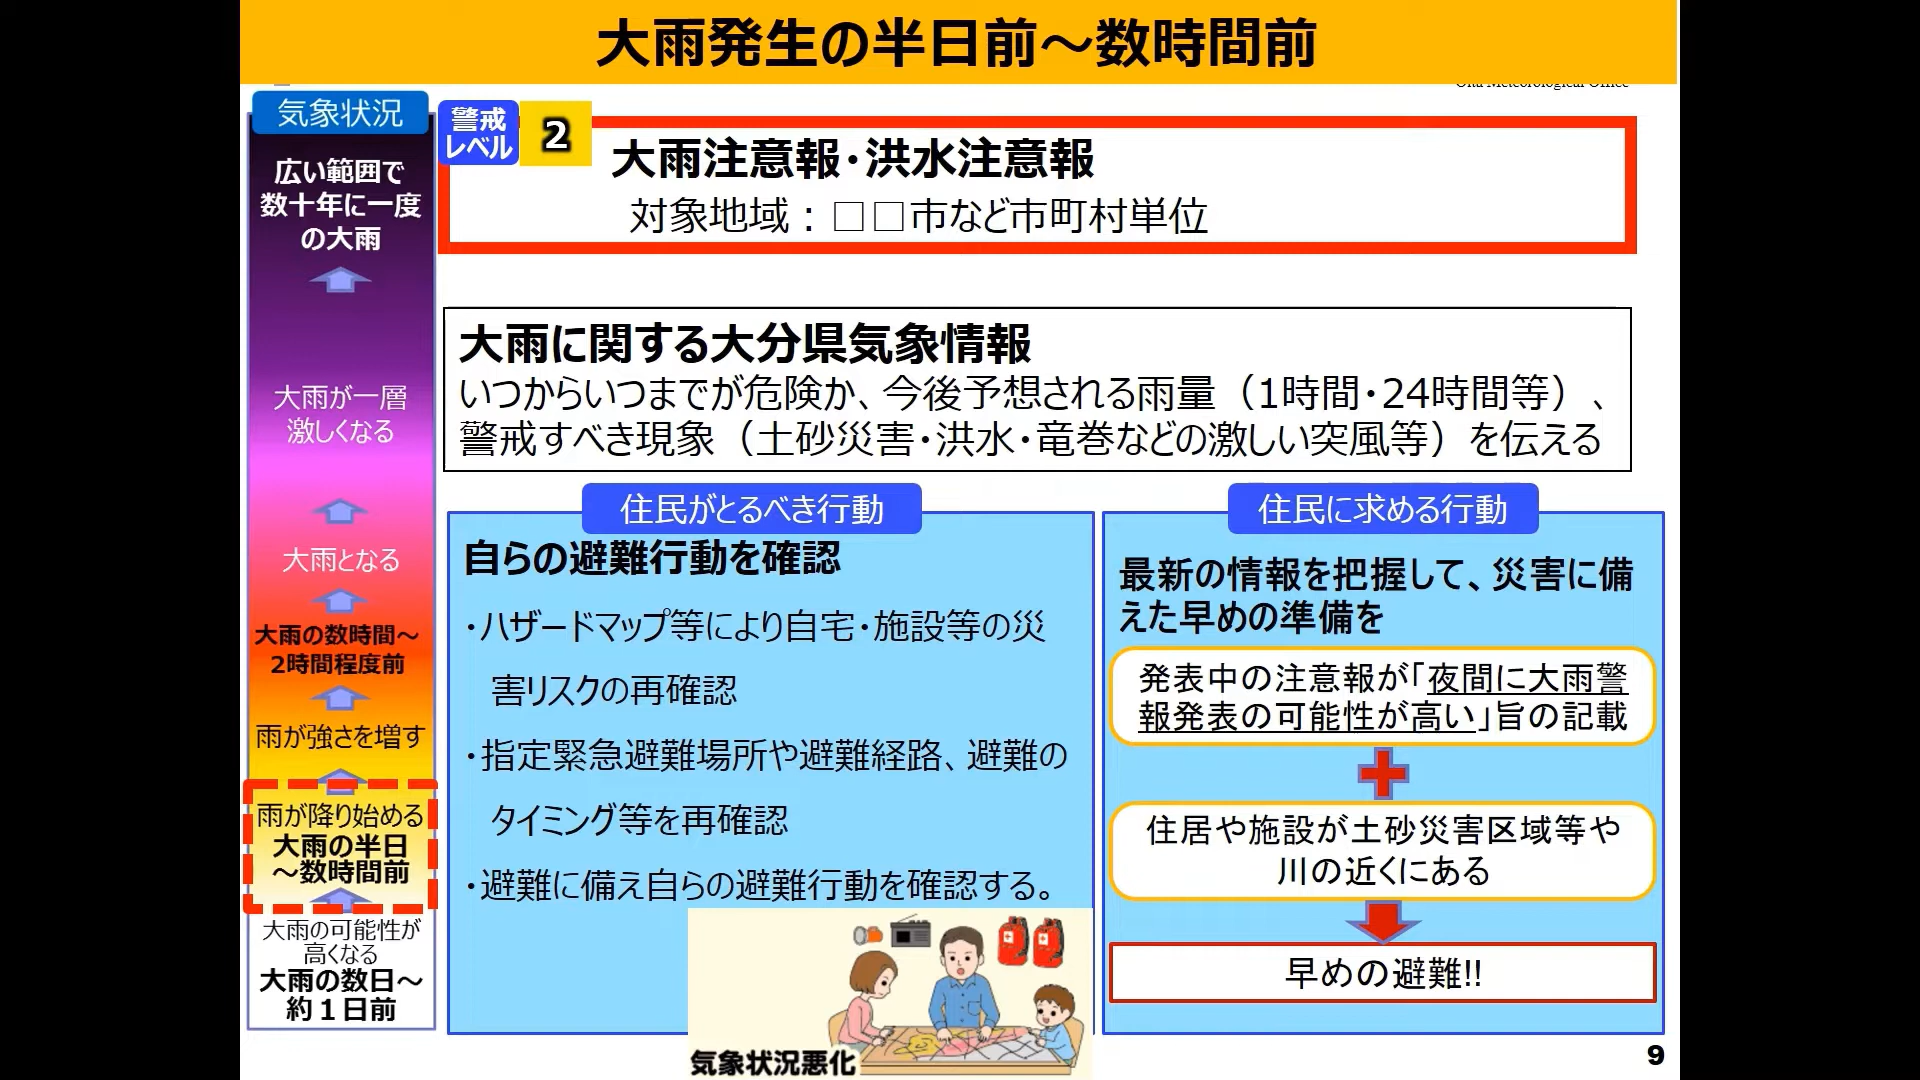 大雨発生の半日前～数時間前
Oita Meteorological Office
気象状況
広い範囲で
数十年に一度
の大雨
大雨が一層
激しくなる
大雨となる
大雨の数時間～
2時間程度前
雨が強さを増す
雨が降り始める
大雨の半日
～数時間前
大雨の可能性が
高くなる
大雨の数日～
約１日前
警戒
レベル
2
大雨注意報・洪水注意報
対象地域：□□市など市町村単位
大雨に関する大分県気象情報
いつからいつまでが危険か、今後予想される雨量（1時間・24時間等）、
警戒すべき現象（土砂災害・洪水・竜巻などの激しい突風等）を伝える
住民がとるべき行動
自らの避難行動を確認
・ハザードマップ等により自宅・施設等の災
害リスクの再確認
・指定緊急避難場所や避難経路、避難の
タイミング等を再確認
・避難に備え自らの避難行動を確認する。
気象状況悪化
住民に求める行動
最新の情報を把握して、災害に備
えた早めの準備を
発表中の注意報が「夜間に大雨警
報発表の可能性が高い」旨の記載
住居や施設が土砂災害区域等や
川の近くにある
早めの避難!!
9